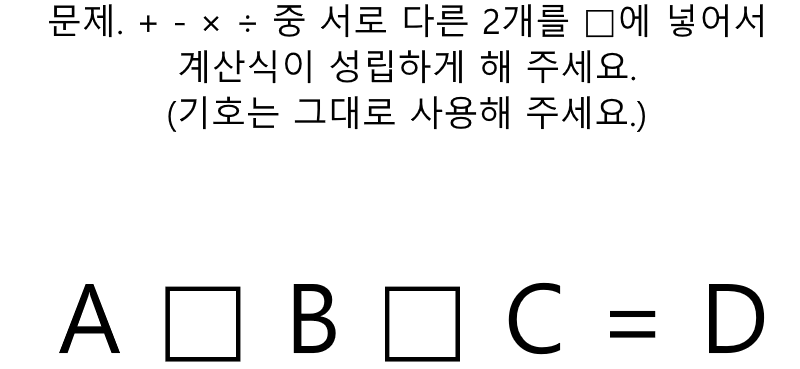 문제. + - × ÷ 중 서로 다른 2개를 □에 넣어서
계산식이 성립하게 해 주세요.
(기호는 그대로 사용해 주세요.)
A □ B □ C = D